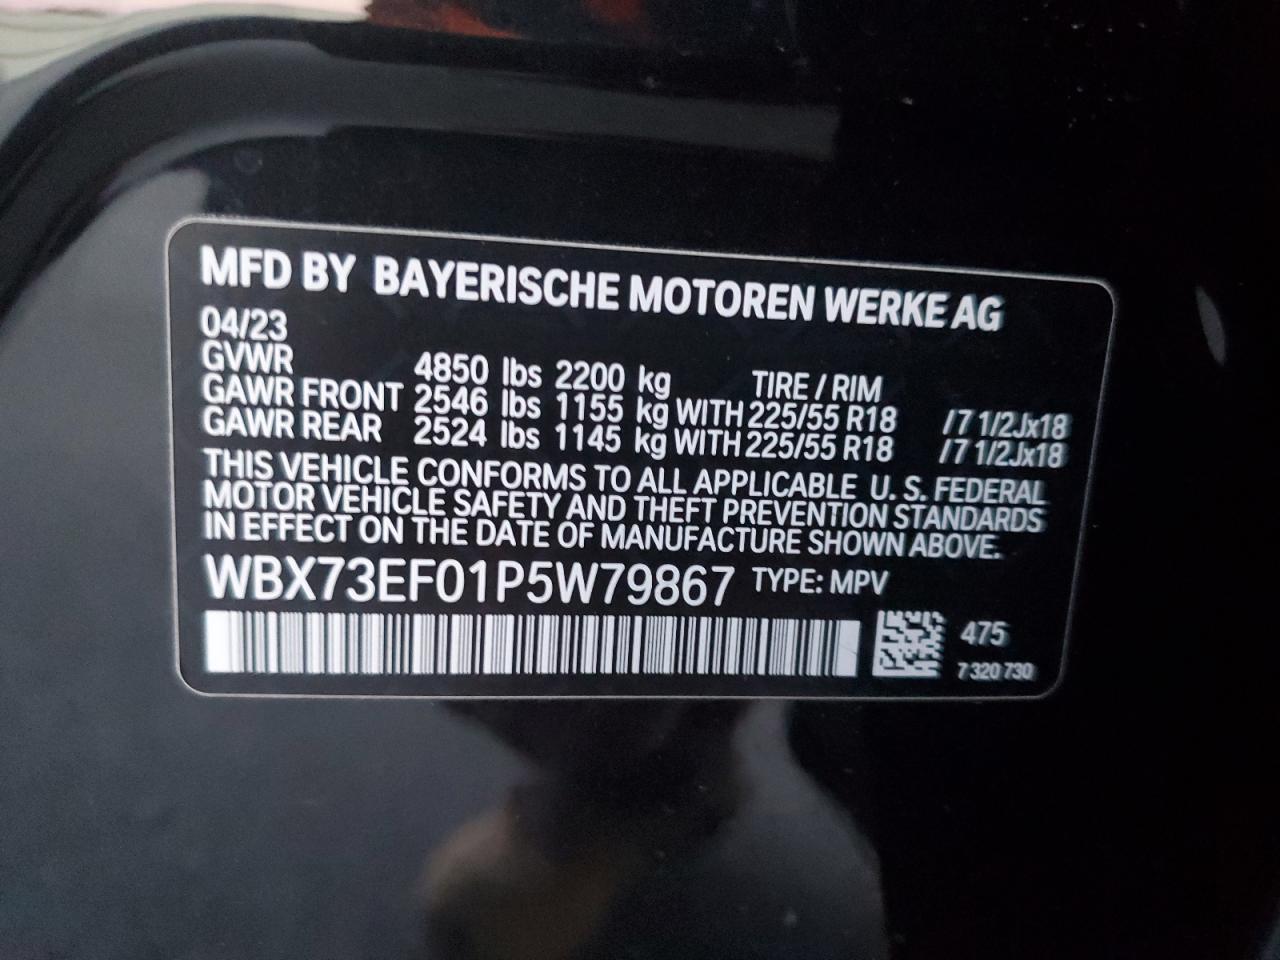 MFD BY BAYERISCHE MOTOREN WERKE AG
04/23
GVWR 4850 lbs 2200 kg TIRE / RIM
GAWR FRONT 2546 lbs 1155 kg WITH 225/55 R18 /7 1/2Jx18
GAWR REAR 2524 lbs 1145 kg WITH 225/55 R18 /7 1/2Jx18
THIS VEHICLE CONFORMS TO ALL APPLICABLE U. S. FEDERAL
MOTOR VEHICLE SAFETY AND THEFT PREVENTION STANDARDS
IN EFFECT ON THE DATE OF MANUFACTURE SHOWN ABOVE.
WBX73EF01P5W79867 TYPE: MPV
475
7 320 730